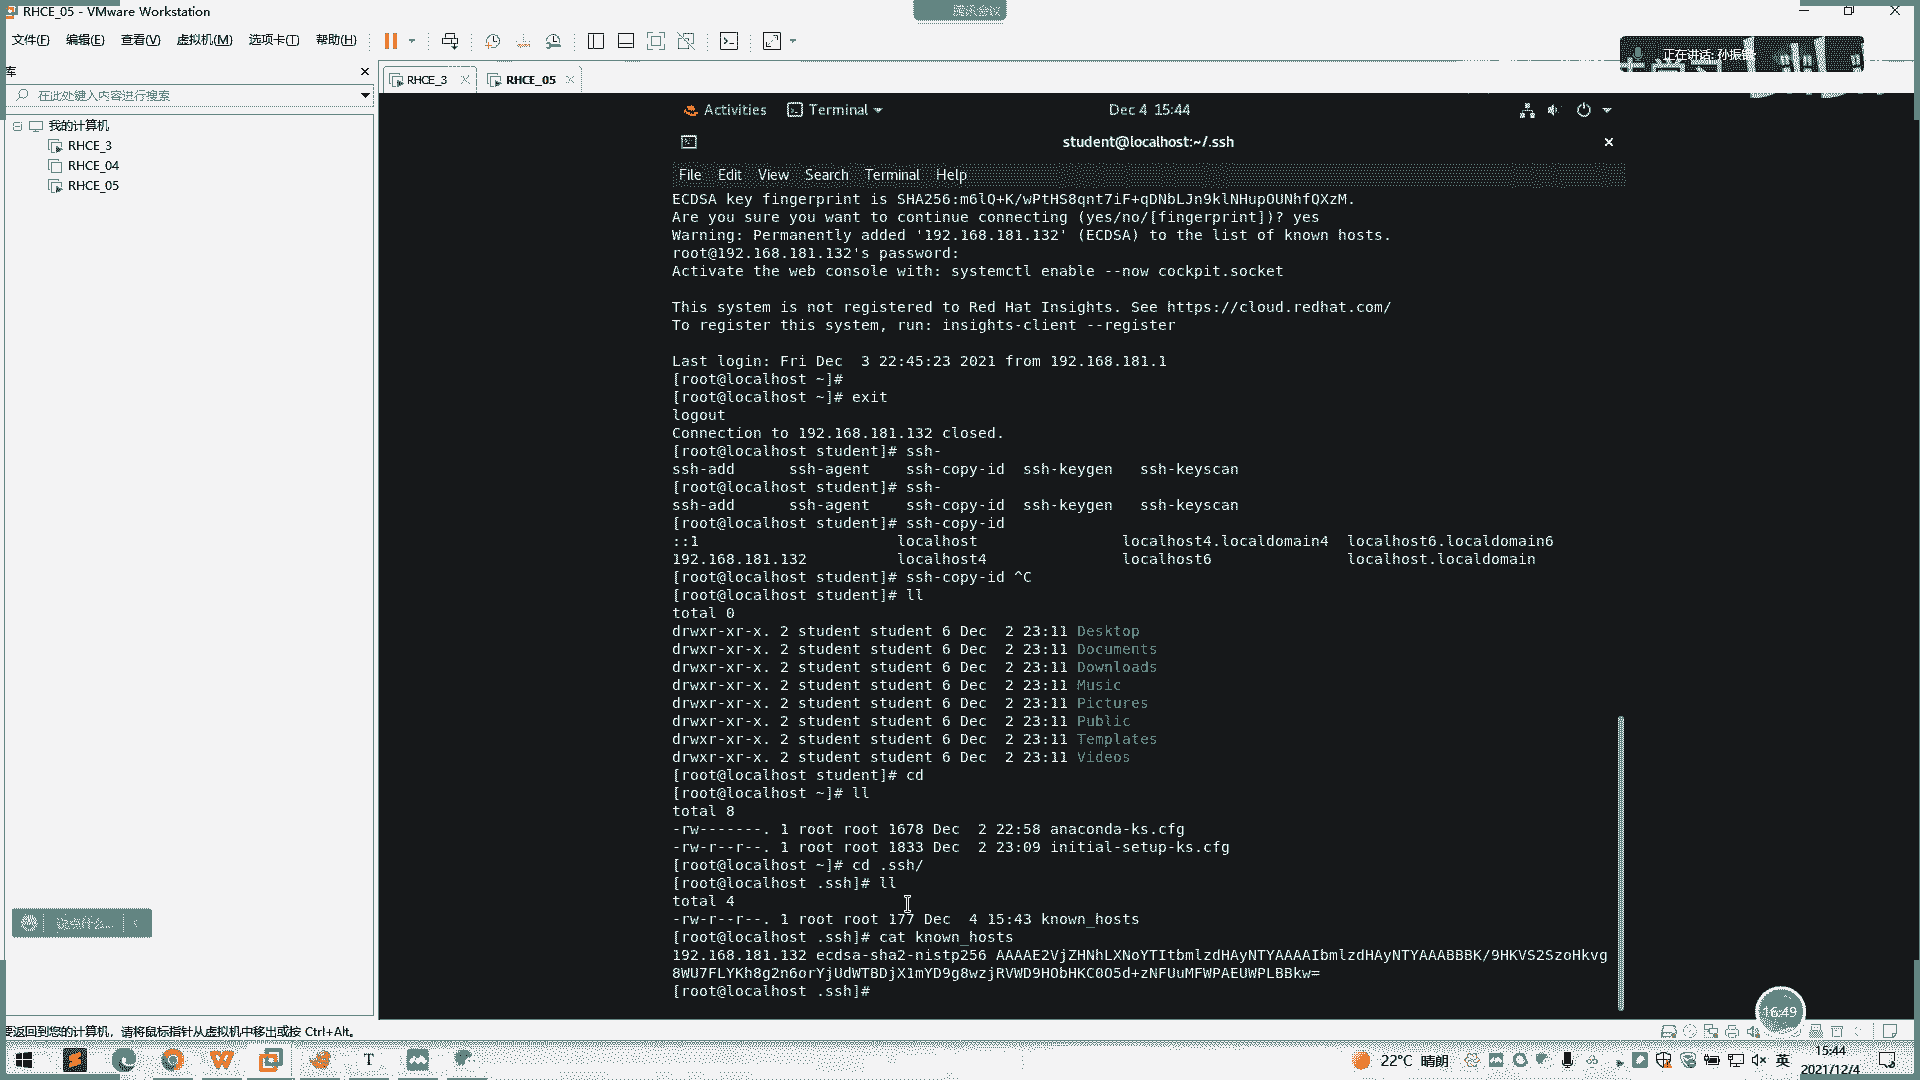 RHCE_05 - VMware Workstation
腾讯会议
文件(F) 编辑(E) 查看(V) 虚拟机(M) 选项卡(T) 帮助(H)
正在讲话: 孙振
库
RHCE_3
RHCE_05
在此处键入内容进行搜索
我的计算机
RHCE_3
RHCE_04
RHCE_05
Activities Terminal Dec 4 15:44
student@localhost:~/.ssh
File Edit View Search Terminal Help
ECDSA key fingerprint is SHA256:m6lQ+K/wPtHS8qnt7iF+qDNbLJn9klNHupOUNhfQXzM.
Are you sure you want to continue connecting (yes/no/[fingerprint])? yes
Warning: Permanently added '192.168.181.132' (ECDSA) to the list of known hosts.
root@192.168.181.132's password:
Activate the web console with: systemctl enable --now cockpit.socket
This system is not registered to Red Hat Insights. See https://cloud.redhat.com/
To register this system, run: insights-client --register
Last login: Fri Dec  3 22:45:23 2021 from 192.168.181.1
[root@localhost ~]#
[root@localhost ~]# exit
logout
Connection to 192.168.181.132 closed.
[root@localhost student]# ssh-
ssh-add      ssh-agent    ssh-copy-id  ssh-keygen   ssh-keyscan
[root@localhost student]# ssh-
ssh-add      ssh-agent    ssh-copy-id  ssh-keygen   ssh-keyscan
[root@localhost student]# ssh-copy-id
::1                      localhost                localhost4.localdomain4  localhost6.localdomain6
192.168.181.132          localhost4               localhost6               localhost.localdomain
[root@localhost student]# ssh-copy-id ^C
[root@localhost student]# ll
total 0
drwxr-xr-x. 2 student student 6 Dec  2 23:11 Desktop
drwxr-xr-x. 2 student student 6 Dec  2 23:11 Documents
drwxr-xr-x. 2 student student 6 Dec  2 23:11 Downloads
drwxr-xr-x. 2 student student 6 Dec  2 23:11 Music
drwxr-xr-x. 2 student student 6 Dec  2 23:11 Pictures
drwxr-xr-x. 2 student student 6 Dec  2 23:11 Public
drwxr-xr-x. 2 student student 6 Dec  2 23:11 Templates
drwxr-xr-x. 2 student student 6 Dec  2 23:11 Videos
[root@localhost student]# cd
[root@localhost ~]# ll
total 8
-rw-------. 1 root root 1678 Dec  2 22:58 anaconda-ks.cfg
-rw-r--r--. 1 root root 1833 Dec  2 23:09 initial-setup-ks.cfg
[root@localhost ~]# cd .ssh/
[root@localhost .ssh]# ll
total 4
-rw-r--r--. 1 root root 177 Dec  4 15:43 known_hosts
[root@localhost .ssh]# cat known_hosts
192.168.181.132 ecdsa-sha2-nistp256 AAAAE2VjZHNhLXNoYTItbmlzdHAyNTYAAAAIbmlzdHAyNTYAAABBBK/9HKVS2SzoHkvg
8WU7FLYKh8g2n6orYjUdWTBDjX1mYD9g8wzjRVWD9HObHKC0O5d+zNFUuMFWPAEUWPLBBkw=
[root@localhost .ssh]#
说点什么...
16:49
要返回到您的计算机，请将鼠标指针从虚拟机中移出或按 Ctrl+Alt。
22°C 晴朗
英
15:44
2021/12/4